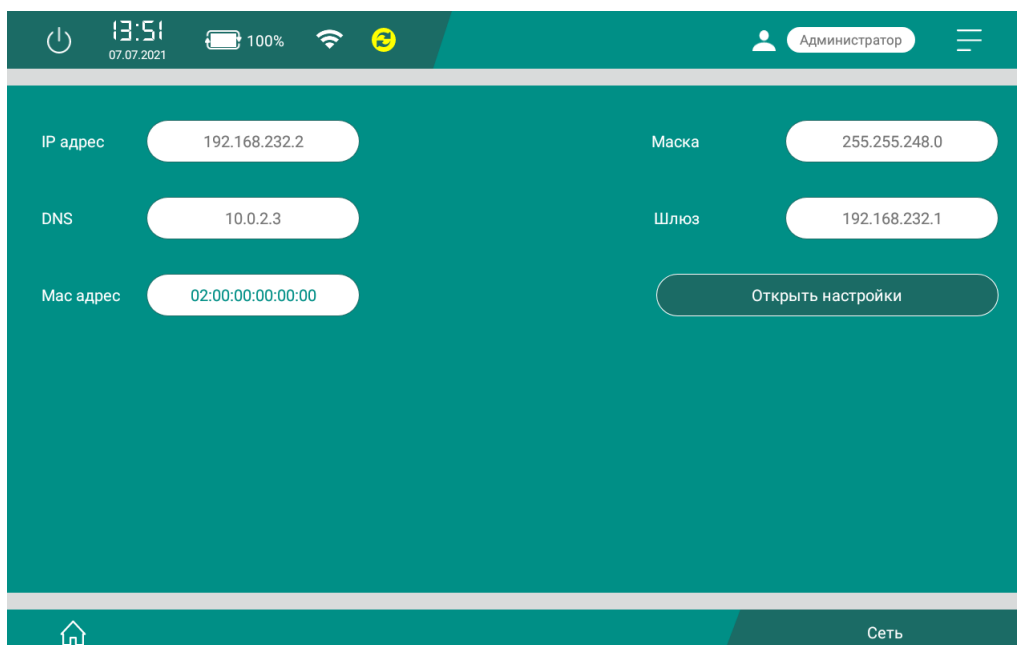 13:51
07.07.2021
100%
Администратор
IP адрес
192.168.232.2
Маска
255.255.248.0
DNS
10.0.2.3
Шлюз
192.168.232.1
Мас адрес
02:00:00:00:00:00
Открыть настройки
Сеть